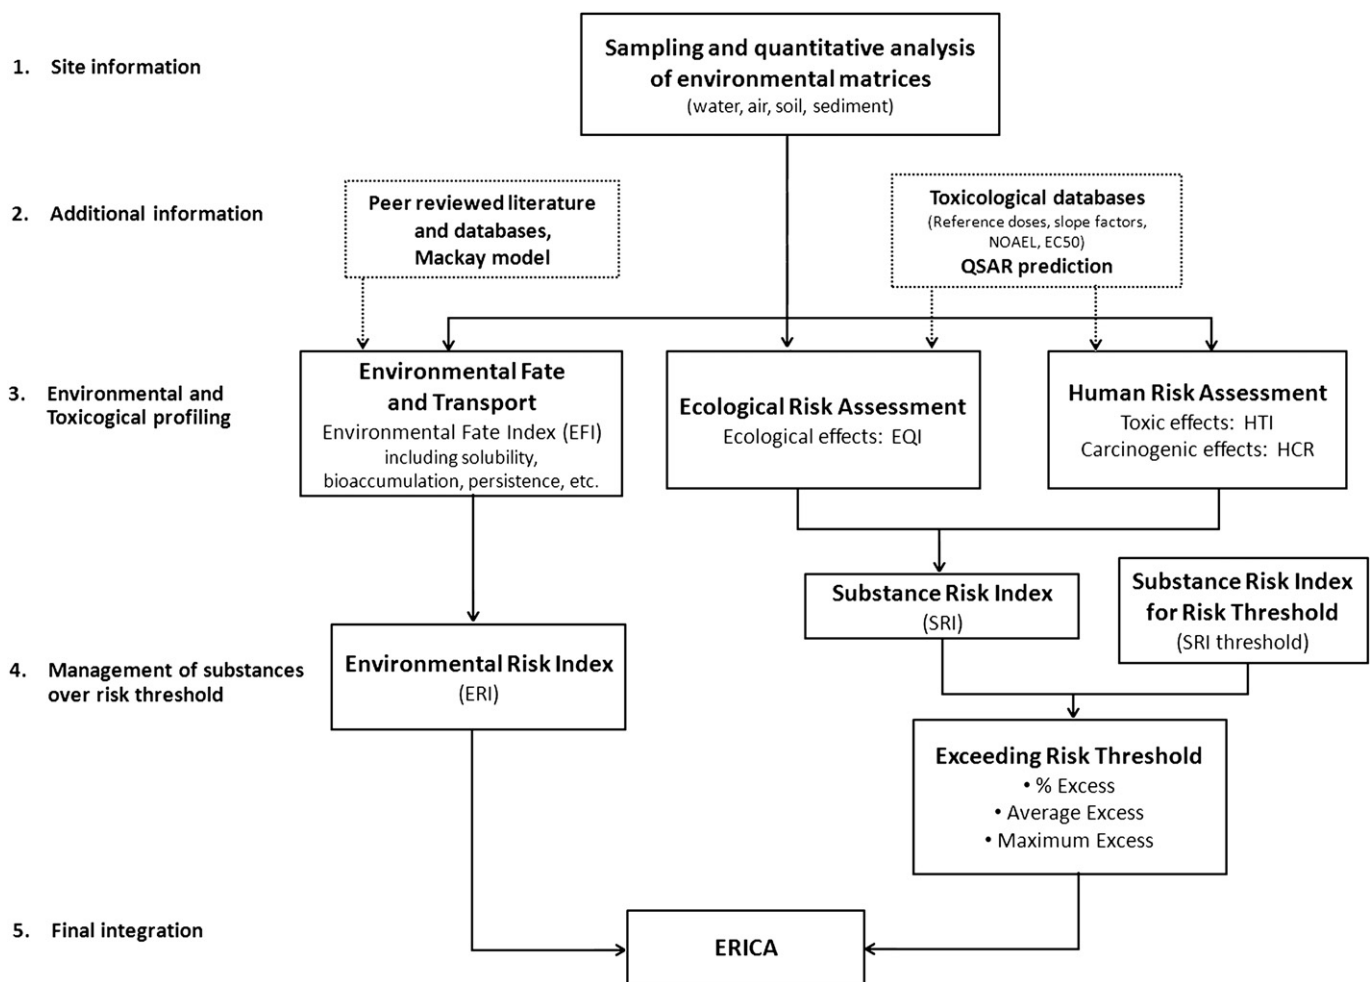 1. Site information
Sampling and quantitative analysis
of environmental matrices
(water, air, soil, sediment)
2. Additional information
Peer reviewed literature
and databases,
Mackay model
Toxicological databases
(Reference doses, slope factors,
NOAEL, EC50)
QSAR prediction
3. Environmental and
Toxicogical profiling
Environmental Fate
and Transport
Environmental Fate Index (EFI)
including solubility,
bioaccumulation, persistence, etc.
Ecological Risk Assessment
Ecological effects: EQI
Human Risk Assessment
Toxic effects: HTI
Carcinogenic effects: HCR
Substance Risk Index
(SRI)
Substance Risk Index
for Risk Threshold
(SRI threshold)
4. Management of substances
over risk threshold
Environmental Risk Index
(ERI)
Exceeding Risk Threshold
• % Excess
• Average Excess
• Maximum Excess
5. Final integration
ERICA